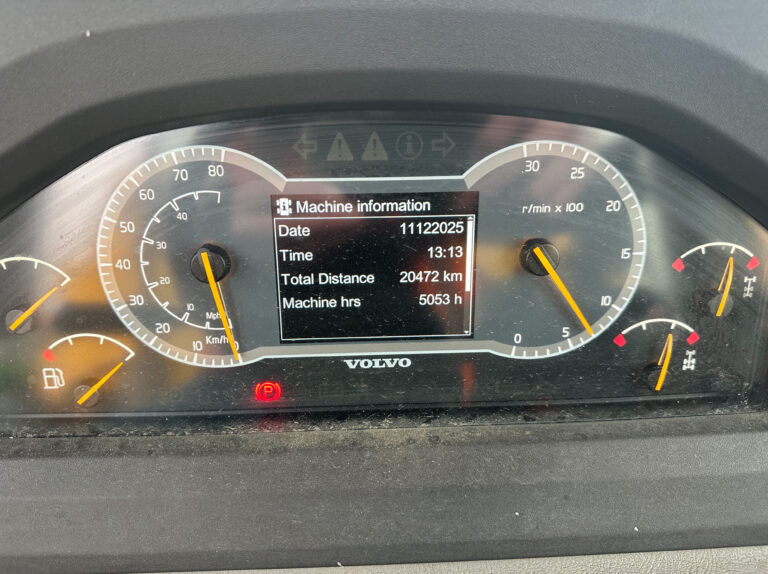 Machine information
Date 11122025
Time 13:13
Total Distance 20472 km
Machine hrs 5053 h
80
70
60
50
40
30
20
10
0
40
30
20
10
Mph
Km/h
30
25
20
15
10
5
0
r/min x 100
VOLVO
P